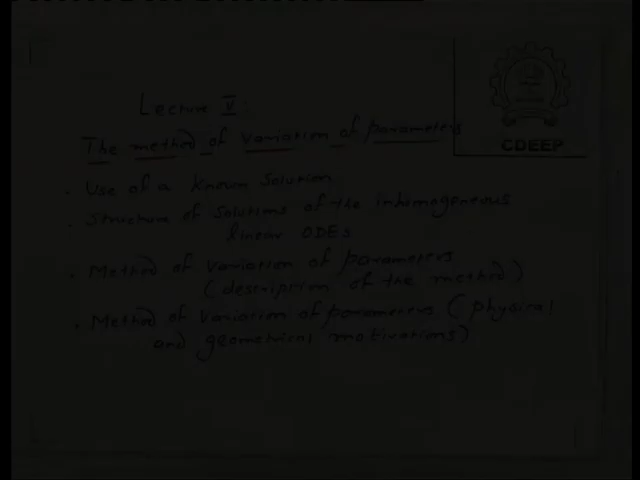 Lecture V:
The method of variation of parameters
CDEEP
. Use of a known solution
. Structure of solutions of the inhomogeneous
linear ODEs
. Method of variation of parameters
(description of the method)
. Method of variation of parameters (physical
and geometrical motivations)